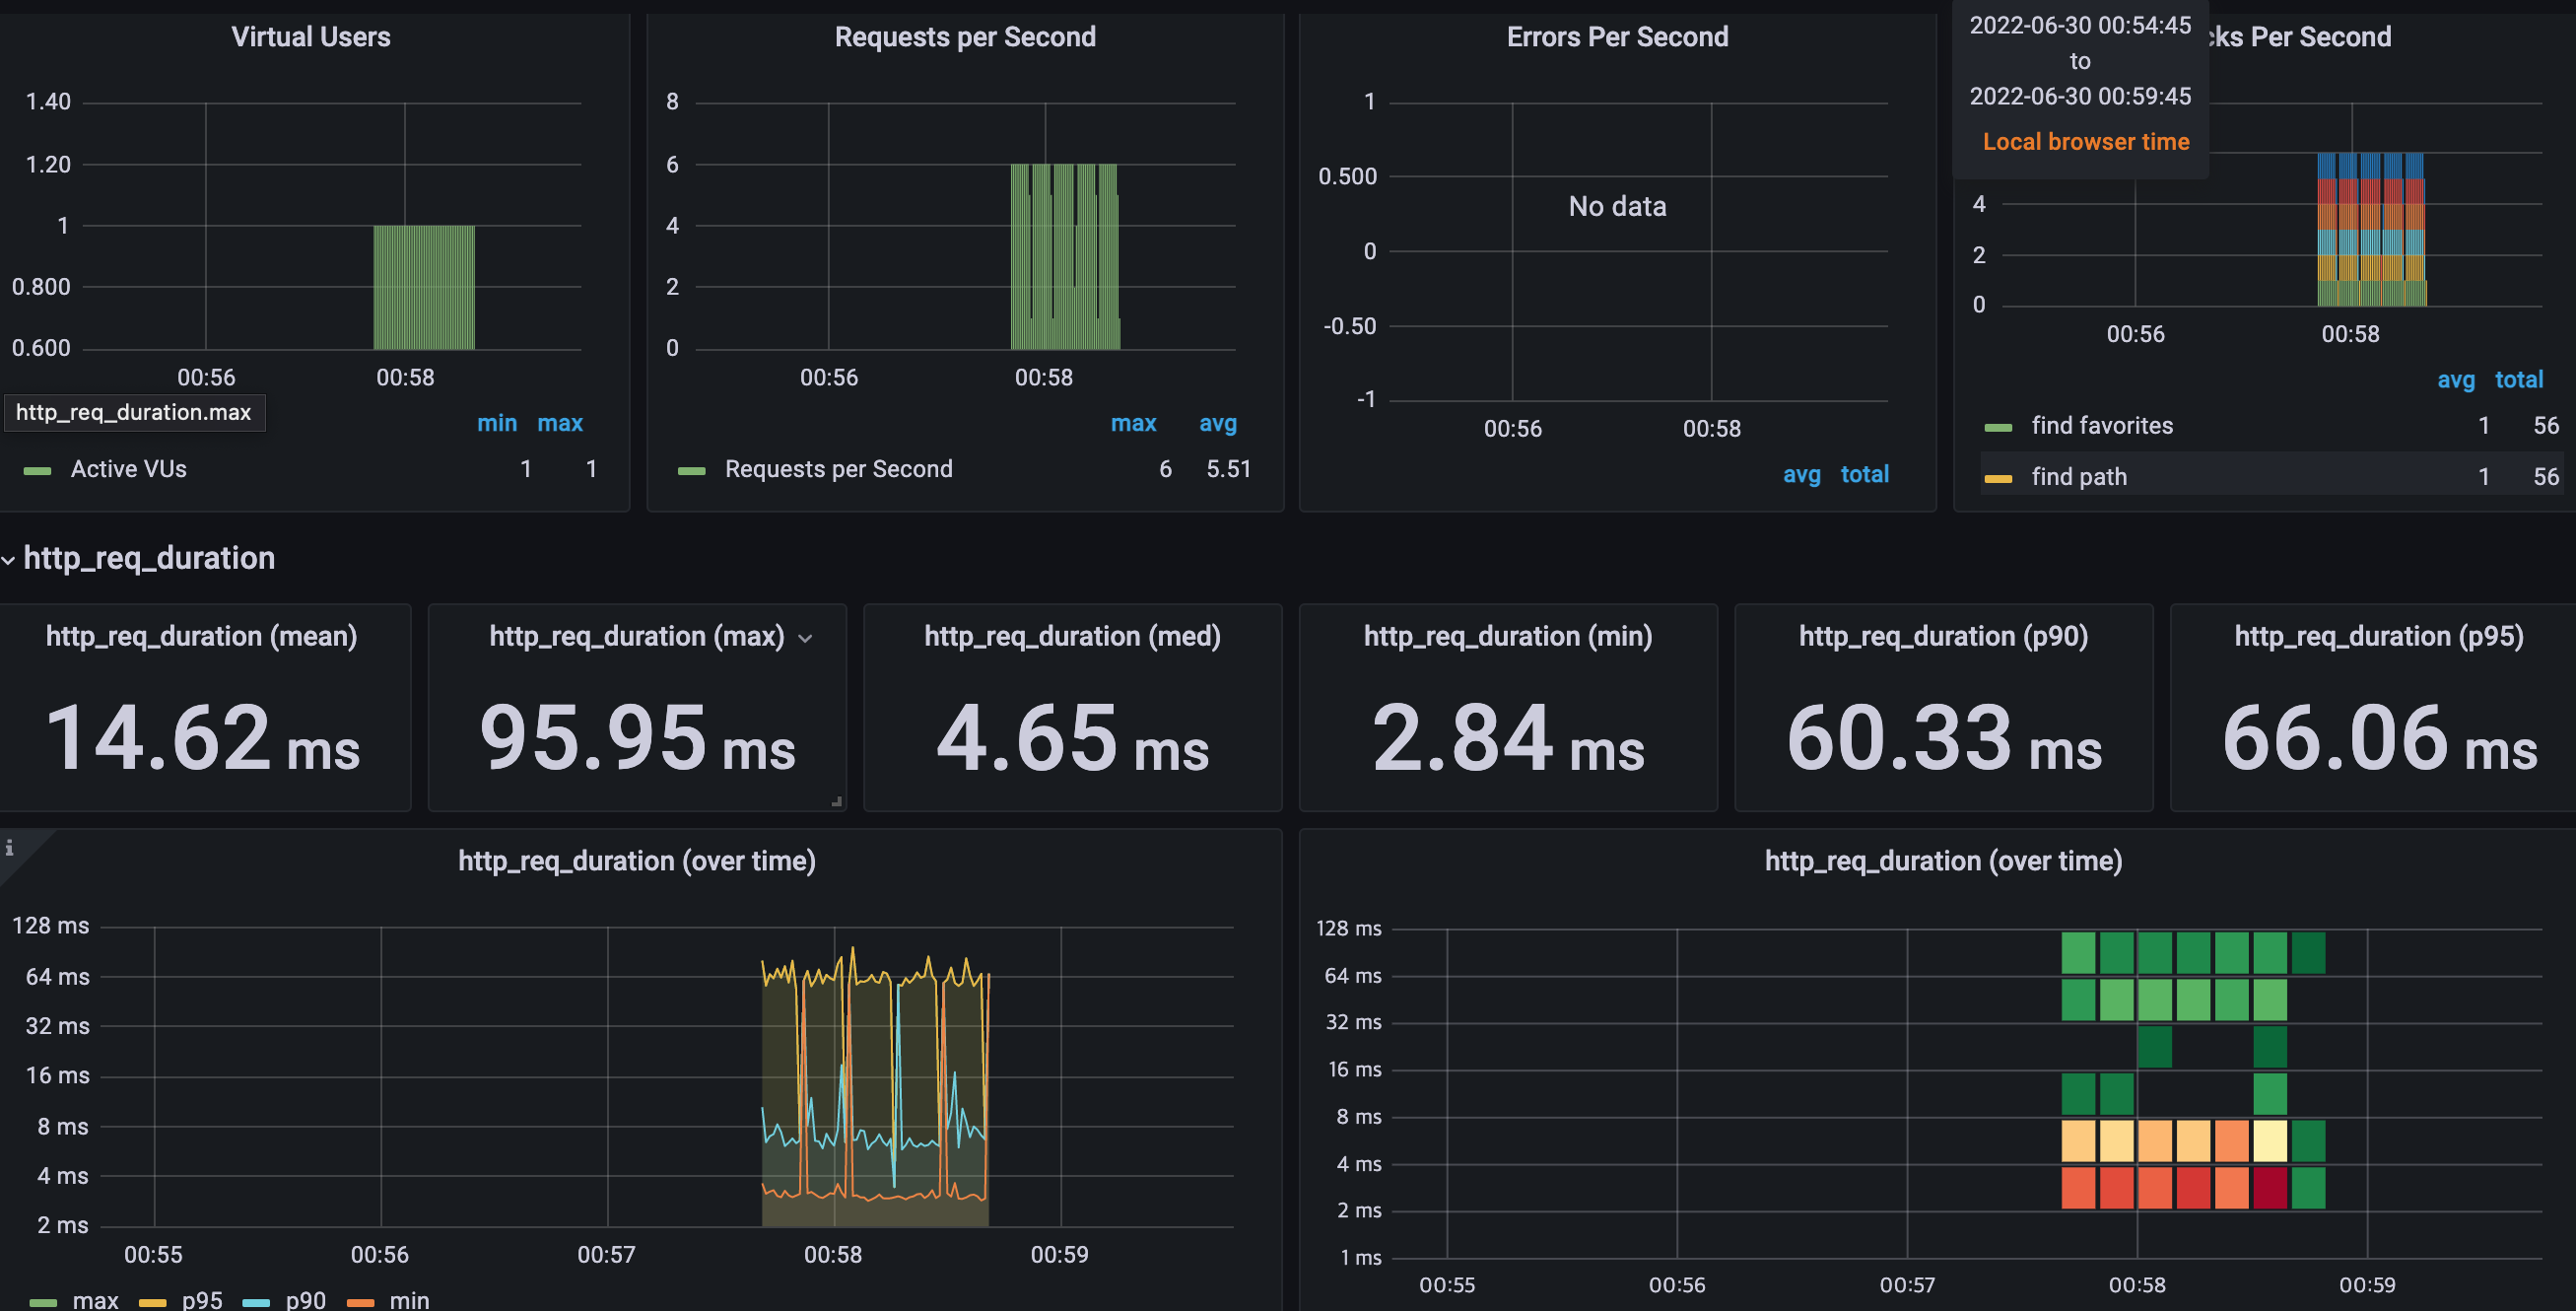 Virtual Users
1.40
1.20
1
0.800
0.600
00:56 00:58
http_req_duration.max
min max
Active VUs 1 1
Requests per Second
8
6
4
2
0
00:56 00:58
max avg
Requests per Second 6 5.51
Errors Per Second
1
0.500
0
-0.50
-1
No data
00:56 00:58
avg total
2022-06-30 00:54:45
to
2022-06-30 00:59:45
Local browser time
cks Per Second
4
2
0
00:56 00:58
avg total
find favorites 1 56
find path 1 56
http_req_duration
http_req_duration (mean)
14.62 ms
http_req_duration (max)
95.95 ms
http_req_duration (med)
4.65 ms
http_req_duration (min)
2.84 ms
http_req_duration (p90)
60.33 ms
http_req_duration (p95)
66.06 ms
i
http_req_duration (over time)
128 ms
64 ms
32 ms
16 ms
8 ms
4 ms
2 ms
00:55 00:56 00:57 00:58 00:59
max p95 p90 min
http_req_duration (over time)
128 ms
64 ms
32 ms
16 ms
8 ms
4 ms
2 ms
1 ms
00:55 00:56 00:57 00:58 00:59